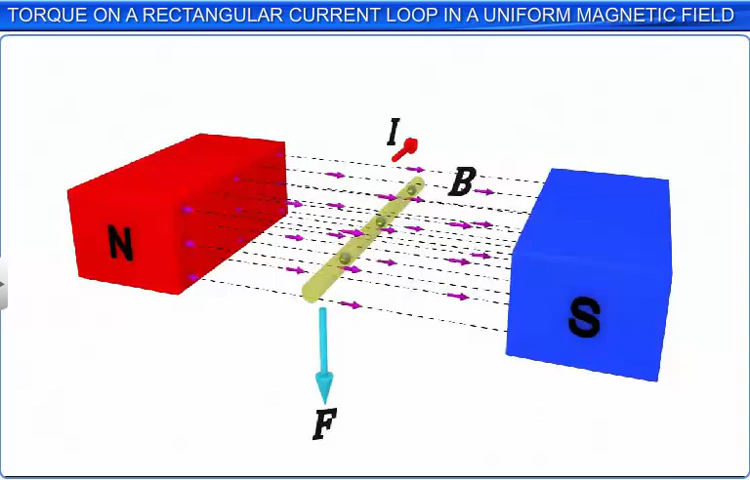 TORQUE ON A RECTANGULAR CURRENT LOOP IN A UNIFORM MAGNETIC FIELD
I
B
N
S
F